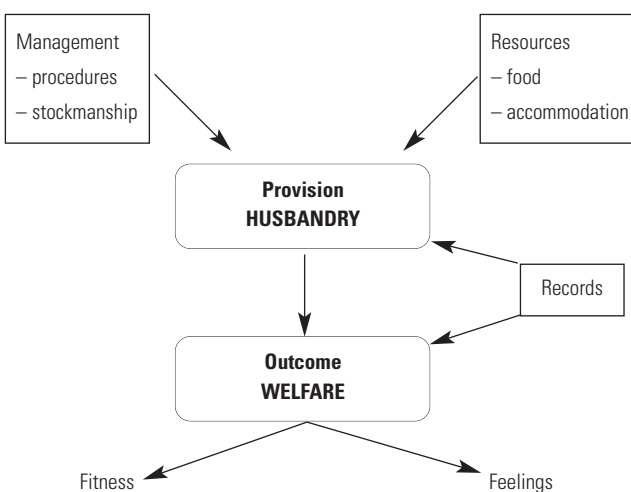 Management
– procedures
– stockmanship
Resources
– food
– accommodation
Provision
HUSBANDRY
Records
Outcome
WELFARE
Fitness
Feelings